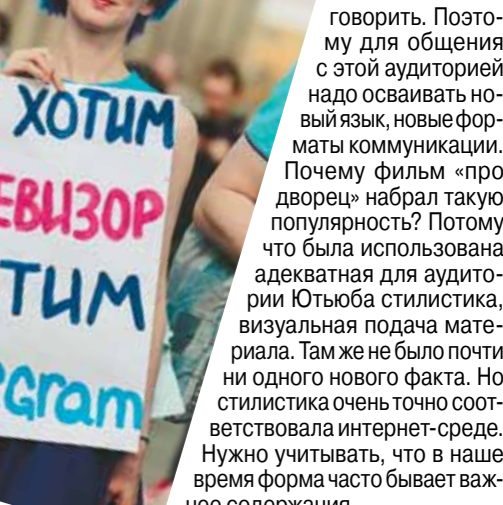 ХОТИМ
ЕВИЗОР
ТИМ
gram
говорить. Поэто-
му для общения
с этой аудиторией
надо осваивать но-
вый язык, новые фор-
маты коммуникации.
Почему фильм «про
дворец» набрал такую
популярность? Потому
что была использована
адекватная для аудито-
рии Ютьюба стилистика,
визуальная подача мате-
риала. Там же не было почти
ни одного нового факта. Но
стилистика очень точно соот-
ветствовала интернет-среде.
Нужно учитывать, что в наше
время форма часто бывает важ-
нее содержания